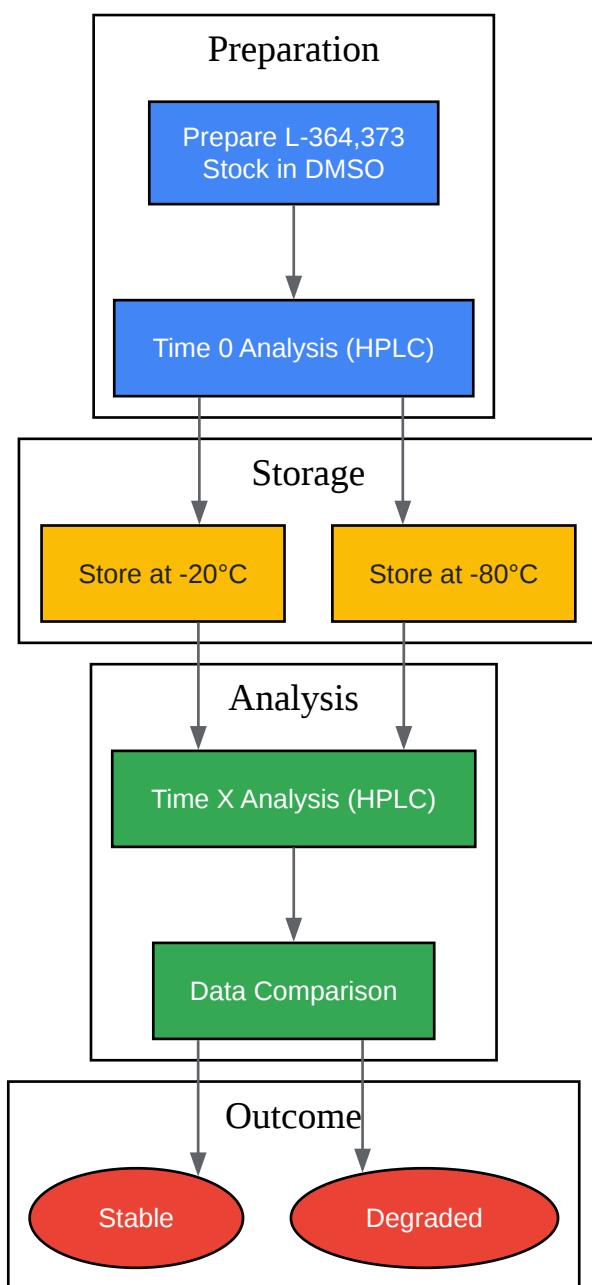 Preparation
Prepare L-364,373
Stock in DMSO
Time 0 Analysis (HPLC)
Storage
Store at -20°C
Store at -80°C
Analysis
Time X Analysis (HPLC)
Data Comparison
Outcome
Stable
Degraded